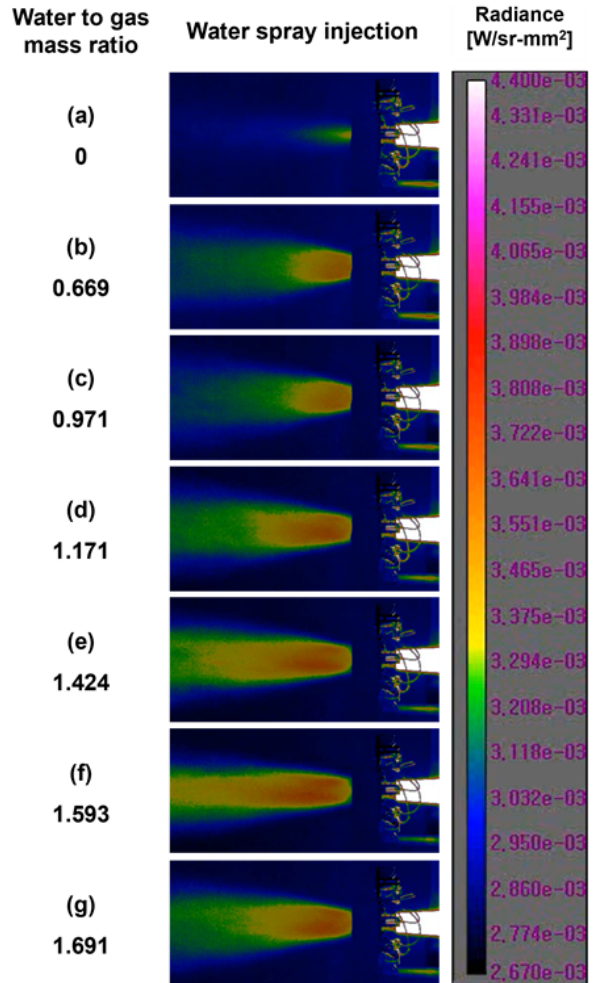 Water to gas
mass ratio
Water spray injection
Radiance
[W/sr-mm²]
(a)
0
(b)
0.669
(c)
0.971
(d)
1.171
(e)
1.424
(f)
1.593
(g)
1.691
4.400e-03
4.331e-03
4.241e-03
4.155e-03
4.065e-03
3.984e-03
3.898e-03
3.808e-03
3.722e-03
3.641e-03
3.551e-03
3.465e-03
3.375e-03
3.294e-03
3.208e-03
3.118e-03
3.032e-03
2.950e-03
2.860e-03
2.774e-03
2.670e-03